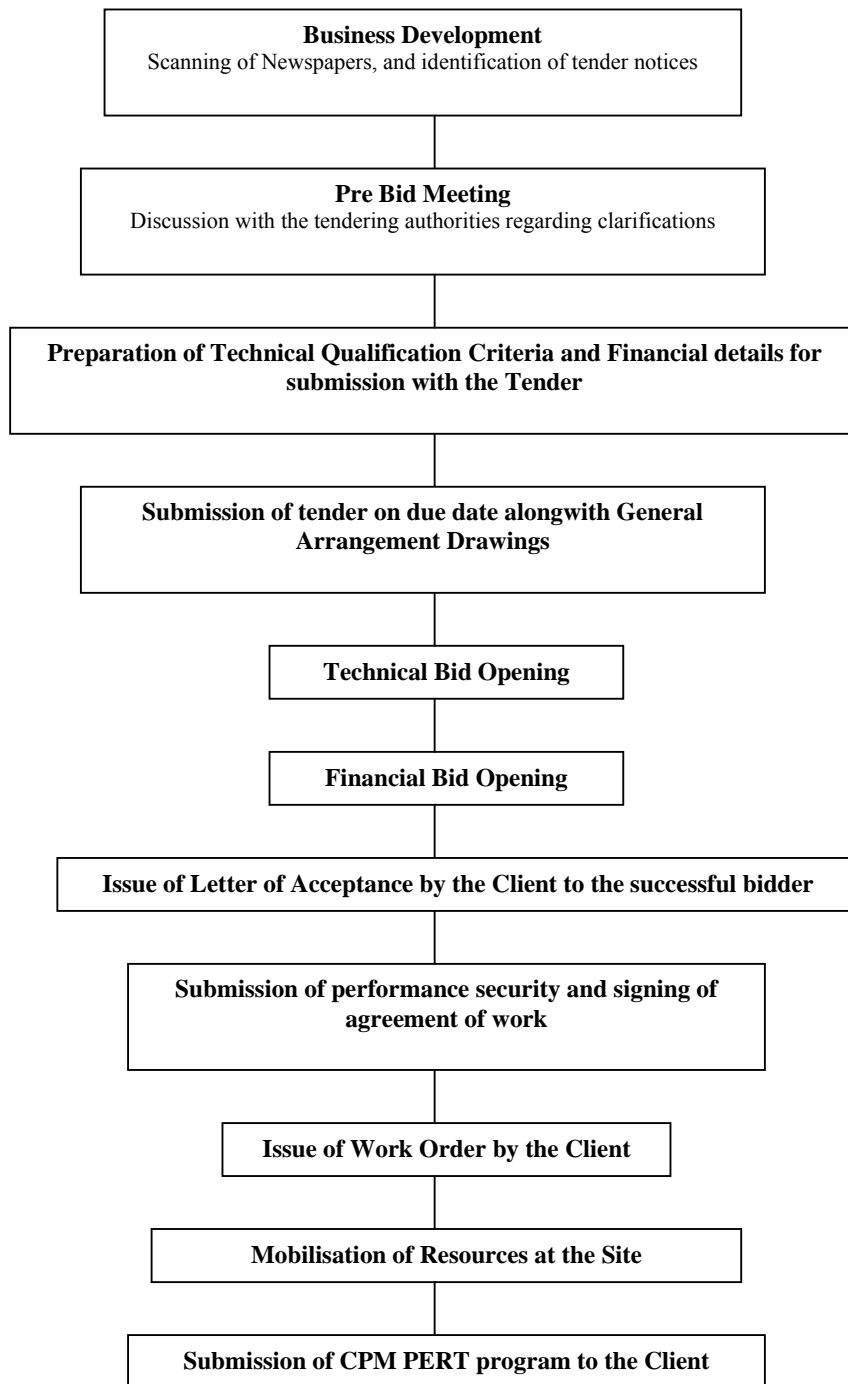 Business Development
Scanning of Newspapers, and identification of tender notices
Pre Bid Meeting
Discussion with the tendering authorities regarding clarifications
Preparation of Technical Qualification Criteria and Financial details for
submission with the Tender
Submission of tender on due date alongwith General
Arrangement Drawings
Technical Bid Opening
Financial Bid Opening
Issue of Letter of Acceptance by the Client to the successful bidder
Submission of performance security and signing of
agreement of work
Issue of Work Order by the Client
Mobilisation of Resources at the Site
Submission of CPM PERT program to the Client